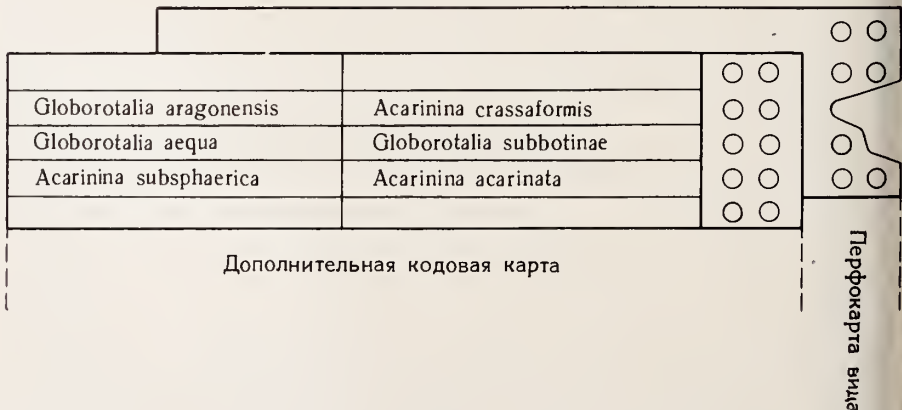 Globorotalia aragonensis Acarinina crassaformis
Globorotalia aequa Globorotalia subbotinae
Acarinina subsphaerica Acarinina acarinata
Дополнительная кодовая карта
Перфокарта вида